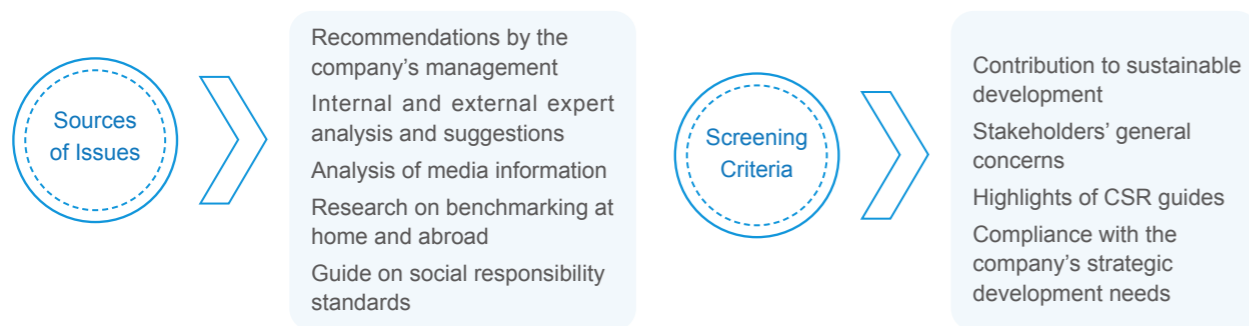 Sources
of Issues
Recommendations by the
company's management
Internal and external expert
analysis and suggestions
Analysis of media information
Research on benchmarking at
home and abroad
Guide on social responsibility
standards
Screening
Criteria
Contribution to sustainable
development
Stakeholders' general
concerns
Highlights of CSR guides
Compliance with the
company's strategic
development needs